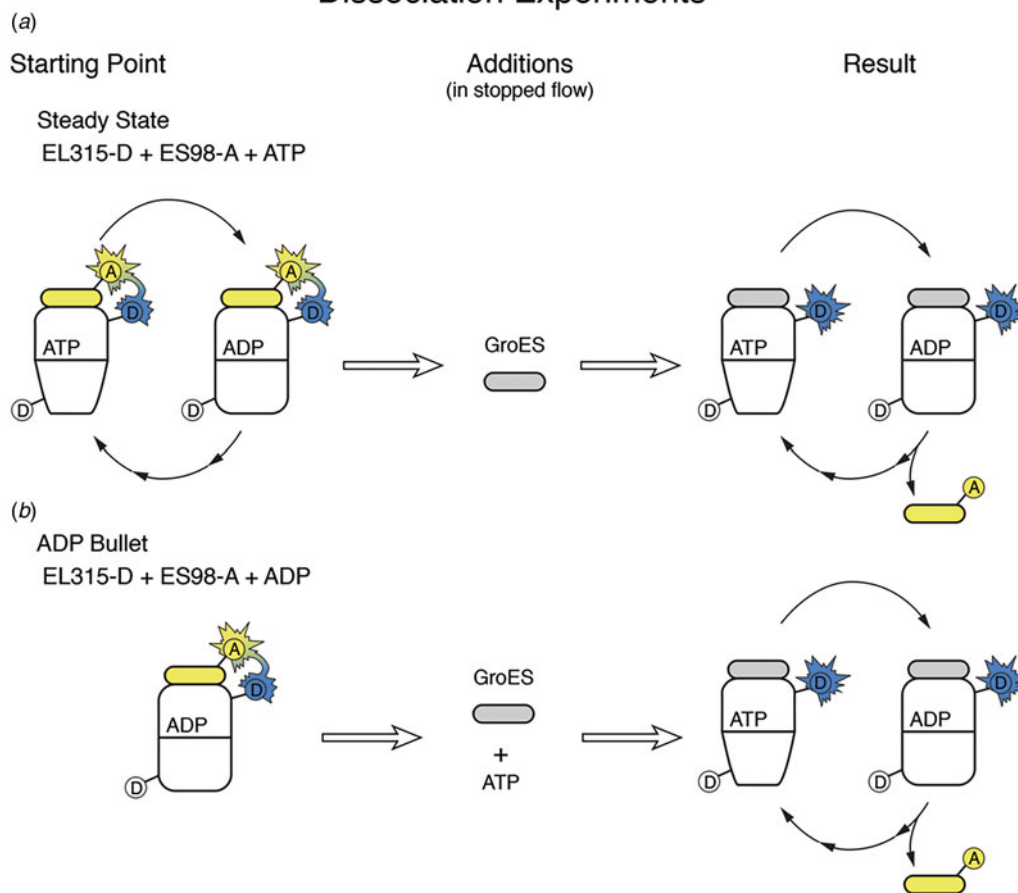 Dissociation Experiments
(a)
Starting Point
Additions
(in stopped flow)
Result
Steady State
EL315-D + ES98-A + ATP
A
D
ATP
D
A
D
ADP
D
GroES
D
ATP
D
D
ADP
D
A
(b)
ADP Bullet
EL315-D + ES98-A + ADP
A
D
ADP
D
GroES
+
ATP
D
ATP
D
D
ADP
D
A